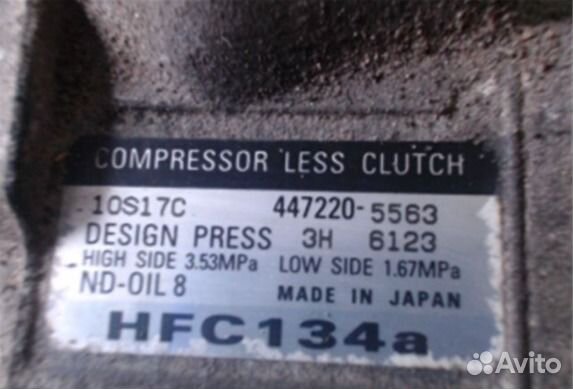 COMPRESSOR LESS CLUTCH
10S17C 447220-5563
DESIGN PRESS 3H 6123
HIGH SIDE 3.53MPa LOW SIDE 1.67MPa
ND-OIL 8 MADE IN JAPAN
HFC134a
Avito